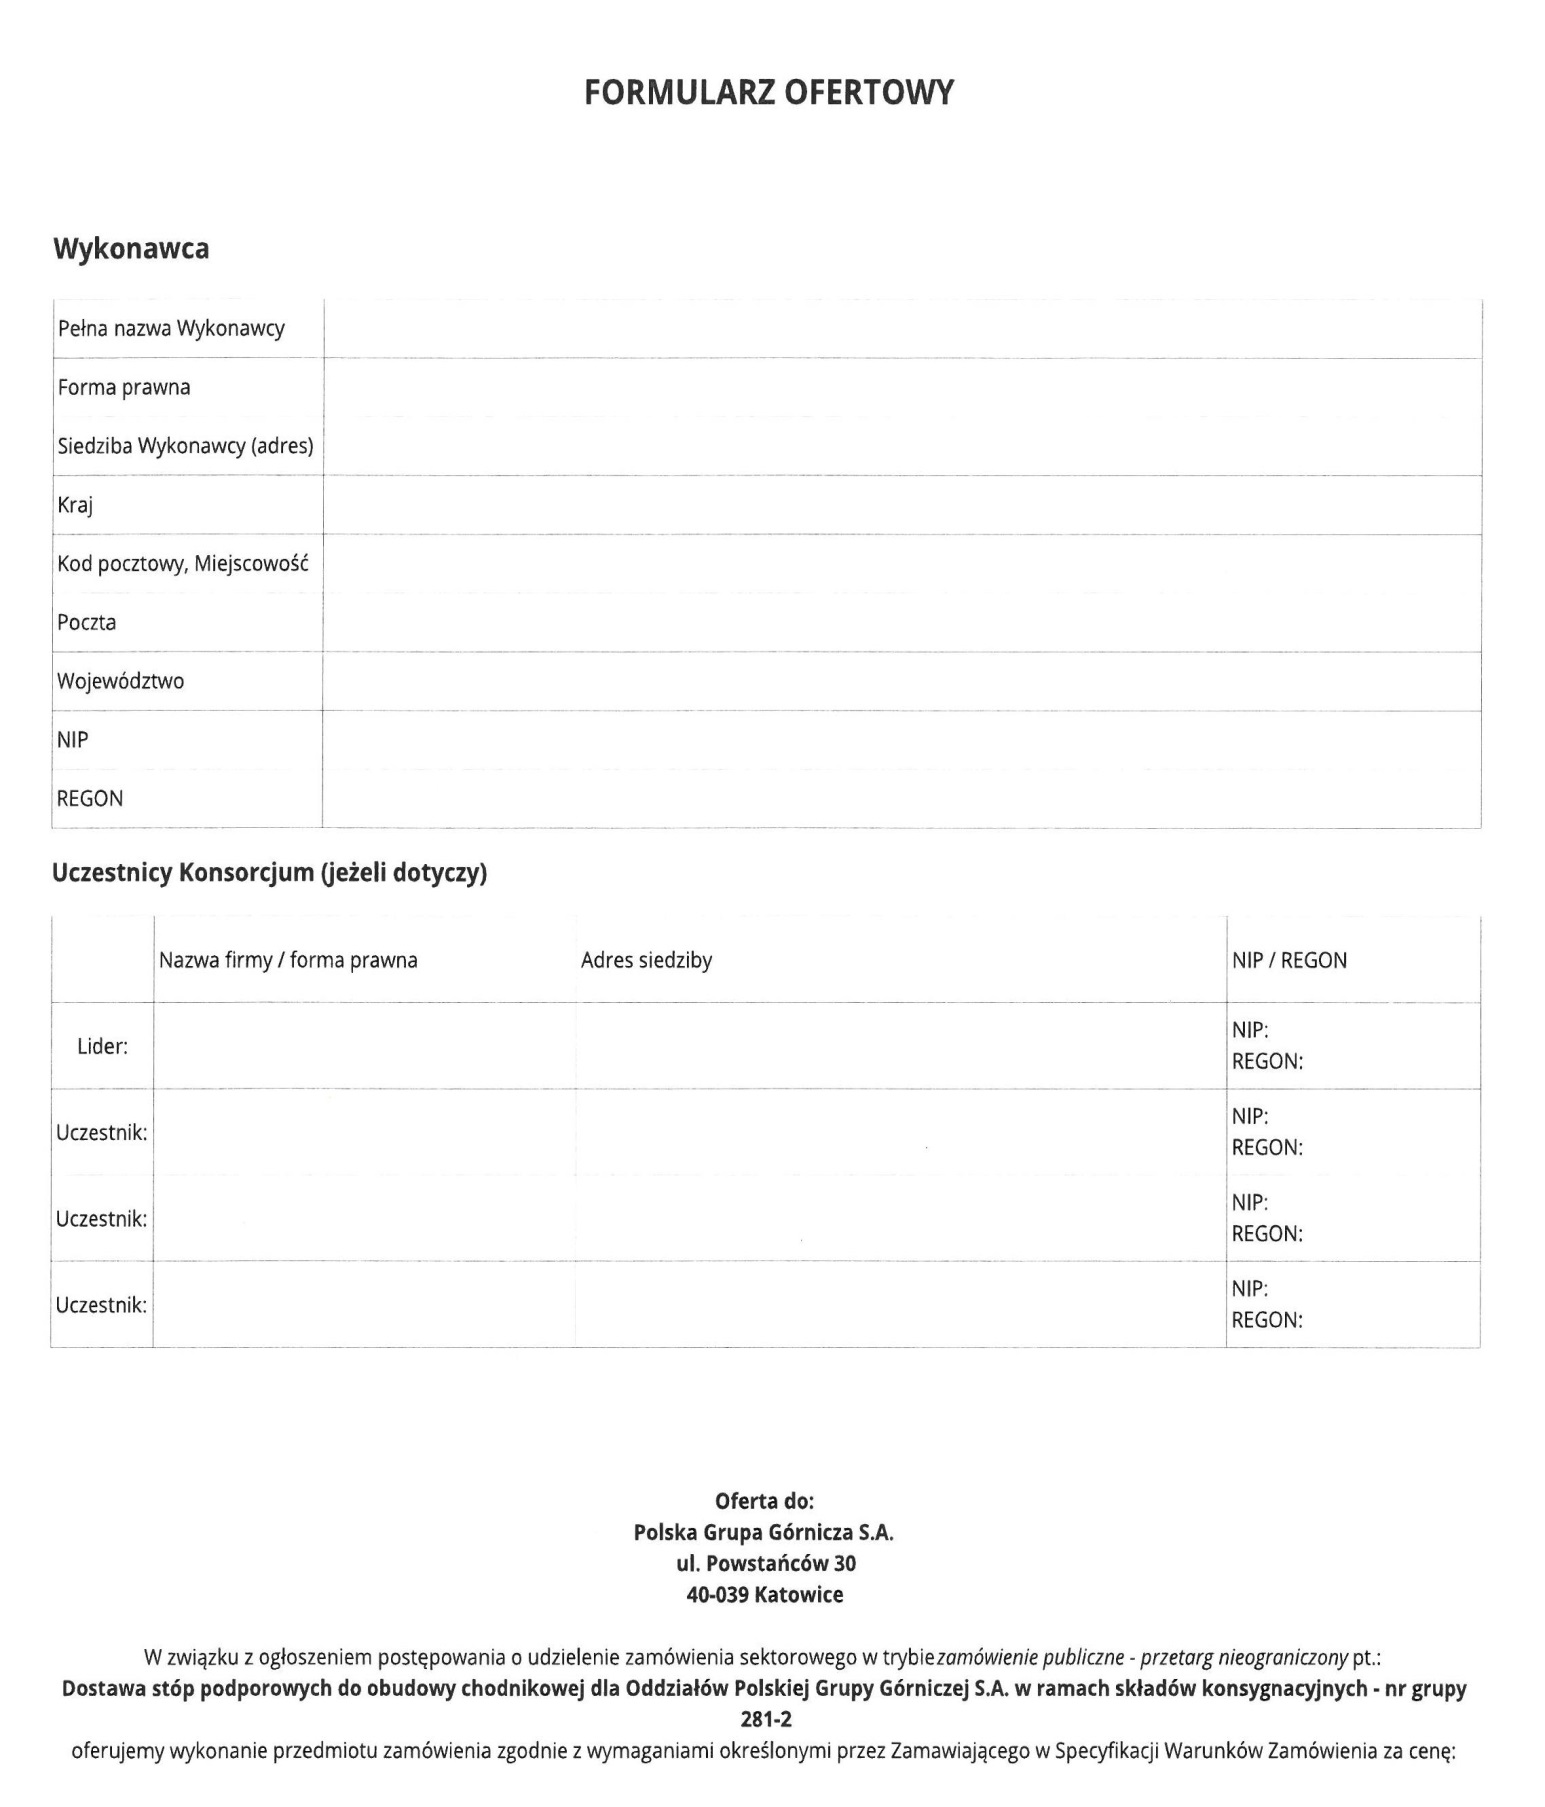 FORMULARZ OFERTOWY
Wykonawca
Pełna nazwa Wykonawcy
Forma prawna
Siedziba Wykonawcy (adres)
Kraj
Kod pocztowy, Miejscowość
Poczta
Województwo
NIP
REGON
Uczestnicy Konsorcjum (jeżeli dotyczy)
Nazwa firmy / forma prawna Adres siedziby NIP / REGON
Lider:
NIP:
REGON:
Uczestnik:
NIP:
REGON:
Uczestnik:
NIP:
REGON:
Uczestnik:
NIP:
REGON:
Oferta do:
Polska Grupa Górnicza S.A.
ul. Powstańców 30
40-039 Katowice
W związku z ogłoszeniem postępowania o udzielenie zamówienia sektorowego w trybiezamówienie publiczne - przetarg nieograniczony pt.:
Dostawa stóp podporowych do obudowy chodnikowej dla Oddziałów Polskiej Grupy Górniczej S.A. w ramach składów konsygnacyjnych - nr grupy
281-2
oferujemy wykonanie przedmiotu zamówienia zgodnie z wymaganiami określonymi przez Zamawiającego w Specyfikacji Warunków Zamówienia za cenę: